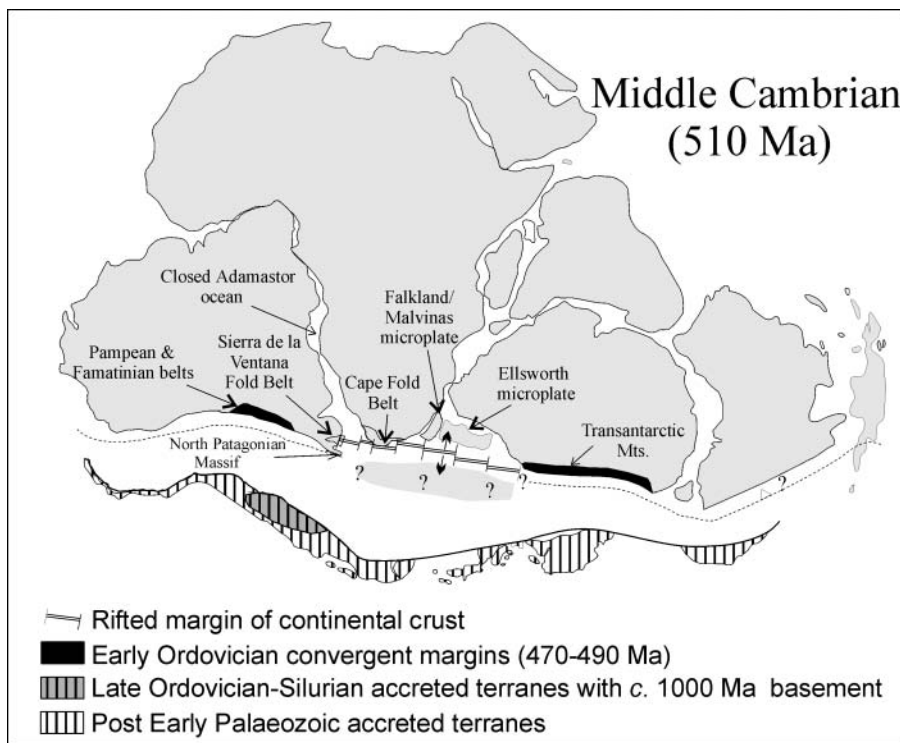 Middle Cambrian
(510 Ma)
Closed Adamastor
ocean
Falkland/
Malvinas
microplate
Sierra de la
Ventana
Fold Belt
Pampean &
Famatinian belts
Cape Fold
Belt
Ellsworth
microplate
Transantarctic
Mts.
North Patagonian
Massif
?
?
?
?
?
Rifted margin of continental crust
Early Ordovician convergent margins (470-490 Ma)
Late Ordovician-Silurian accreted terranes with c. 1000 Ma basement
Post Early Palaeozoic accreted terranes